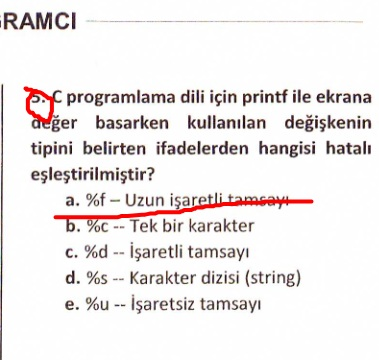 RAMCI
5. C programlama dili için printf ile ekrana
değer basarken kullanılan değişkenin
tipini belirten ifadelerden hangisi hatalı
eşleştirilmiştir?
a. %f – Uzun işaretli tamsayı
b. %c -- Tek bir karakter
c. %d -- İşaretli tamsayı
d. %s -- Karakter dizisi (string)
e. %u -- İşaretsiz tamsayı